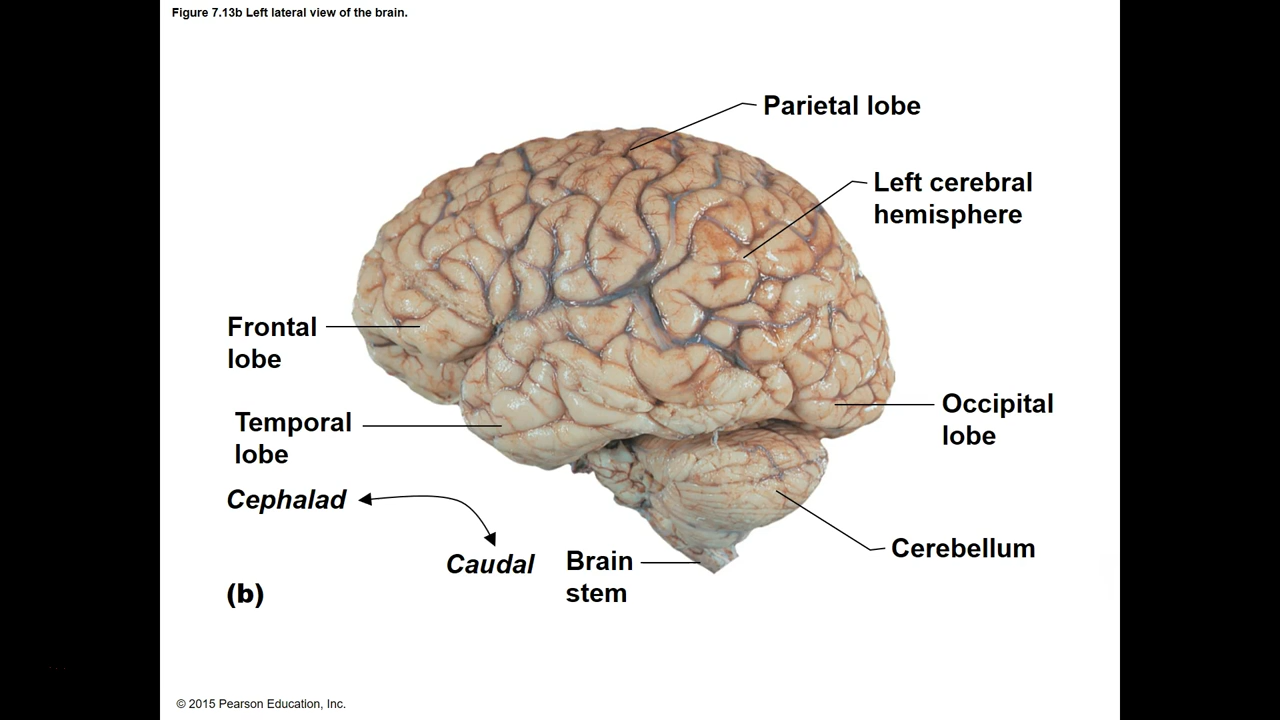 Figure 7.13b Left lateral view of the brain.
Parietal lobe
Left cerebral
hemisphere
Frontal
lobe
Temporal
lobe
Occipital
lobe
Cephalad
Caudal
Brain
stem
Cerebellum
(b)
© 2015 Pearson Education, Inc.